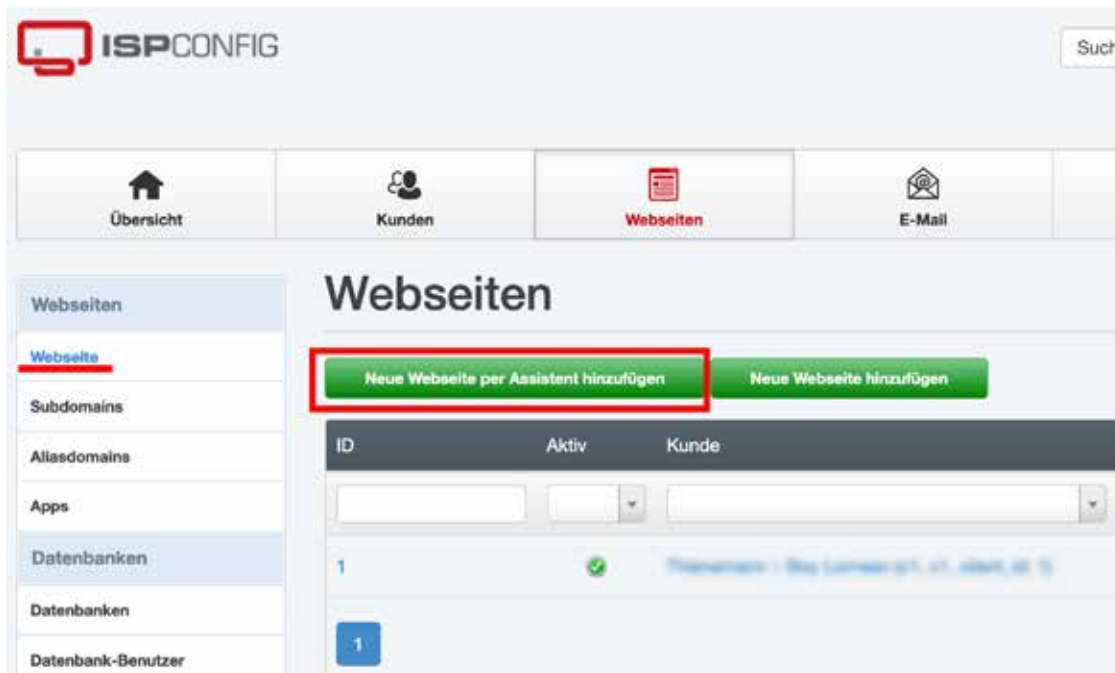 ISPCONFIG
Such
Übersicht
Kunden
Webseiten
E-Mail
Webseiten
Webseiten
Webseite
Neue Webseite per Assistent hinzufügen
Neue Webseite hinzufügen
Subdomains
ID Aktiv Kunde
Aliasdomains
Apps
Datenbanken
1
Datenbanken
1
Datenbank-Benutzer